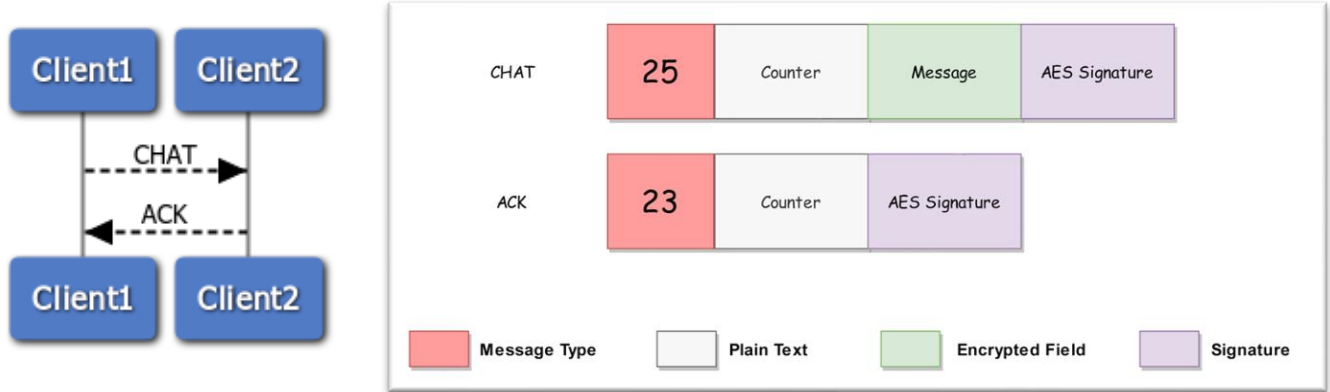 Client1 Client2
CHAT
ACK
Client1 Client2
CHAT 25 Counter Message AES Signature
ACK 23 Counter AES Signature
Message Type Plain Text Encrypted Field Signature